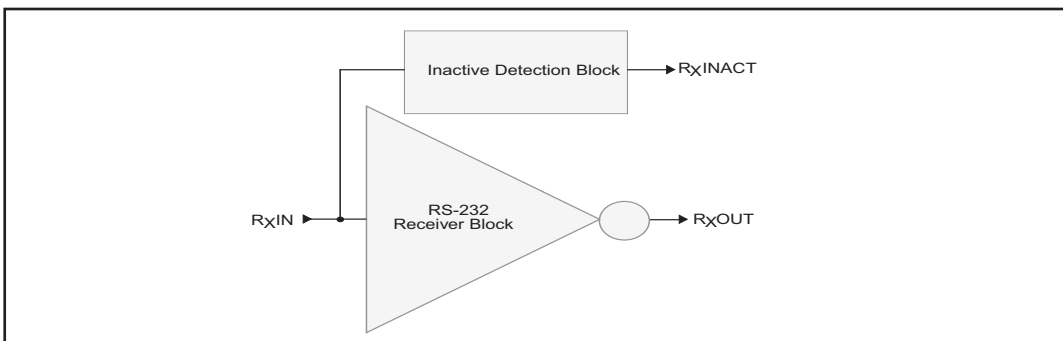 Inactive Detection Block
RXINACT
RS-232
Receiver Block
RXIN
RXOUT